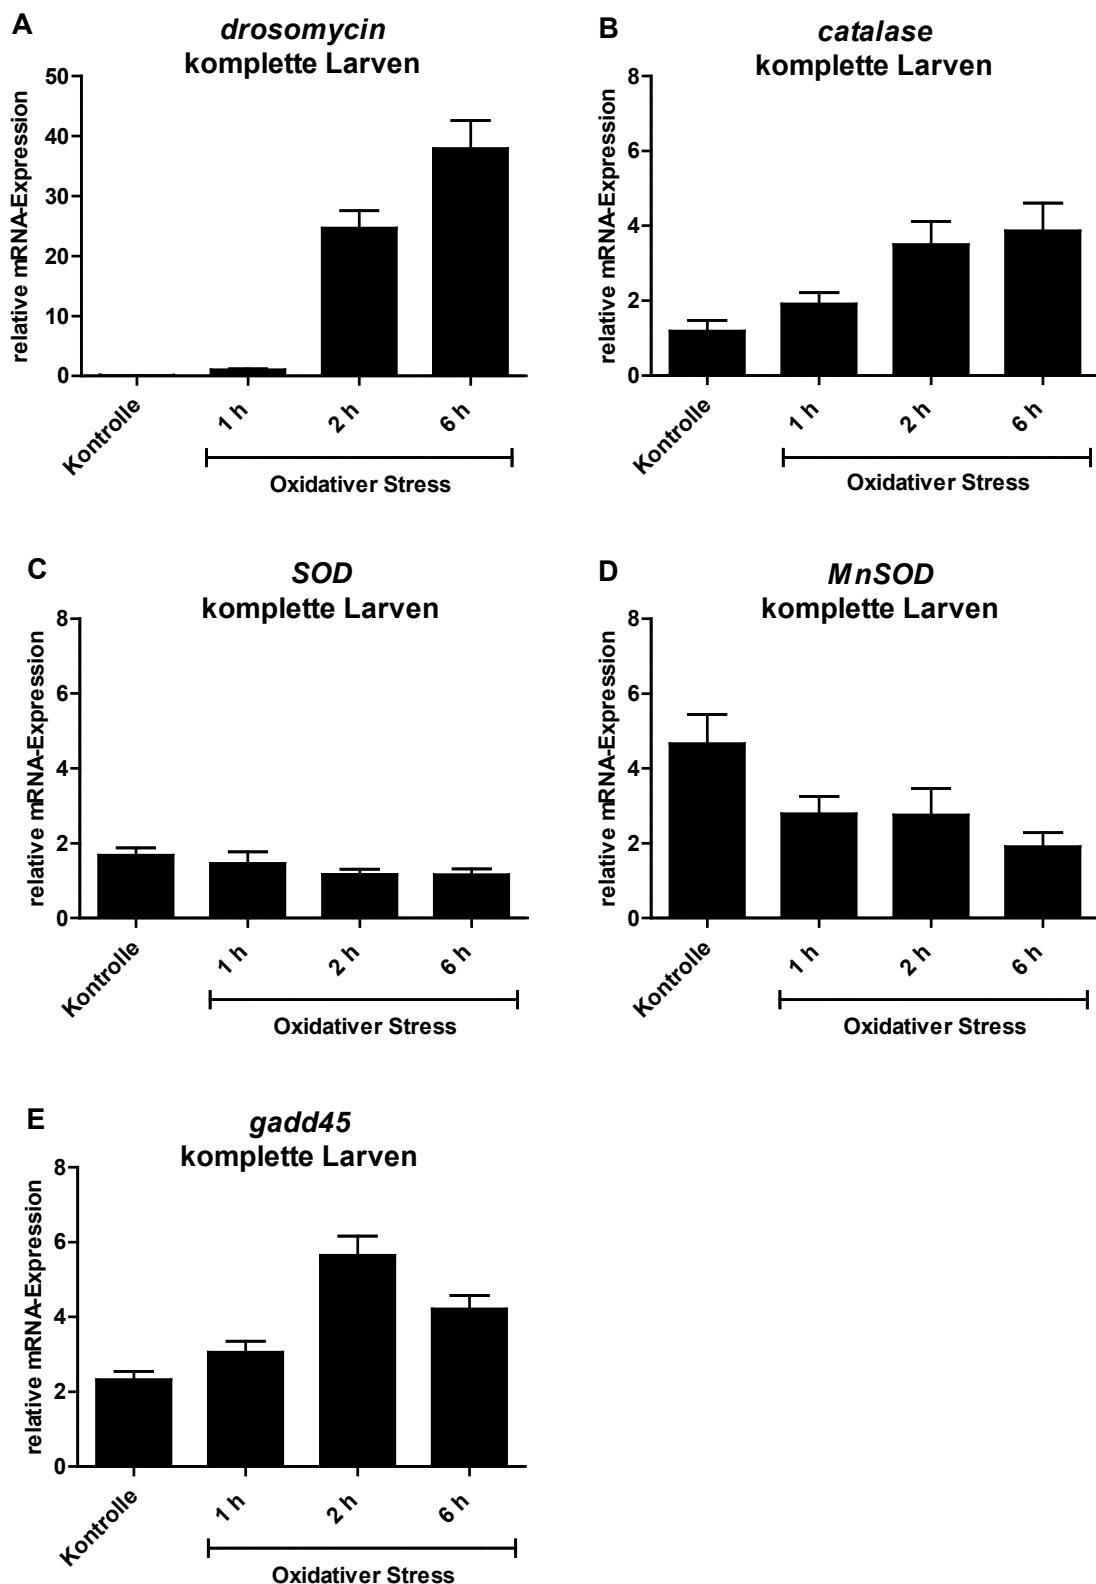 A
drosomycin
komplette Larven
relative mRNA-Expression
50
40
30
20
10
0
Kontrolle
1 h
2 h
6 h
Oxidativer Stress
B
catalase
komplette Larven
relative mRNA-Expression
8
6
4
2
0
Kontrolle
1 h
2 h
6 h
Oxidativer Stress
C
SOD
komplette Larven
relative mRNA-Expression
8
6
4
2
0
Kontrolle
1 h
2 h
6 h
Oxidativer Stress
D
MnSOD
komplette Larven
relative mRNA-Expression
8
6
4
2
0
Kontrolle
1 h
2 h
6 h
Oxidativer Stress
E
gadd45
komplette Larven
relative mRNA-Expression
8
6
4
2
0
Kontrolle
1 h
2 h
6 h
Oxidativer Stress